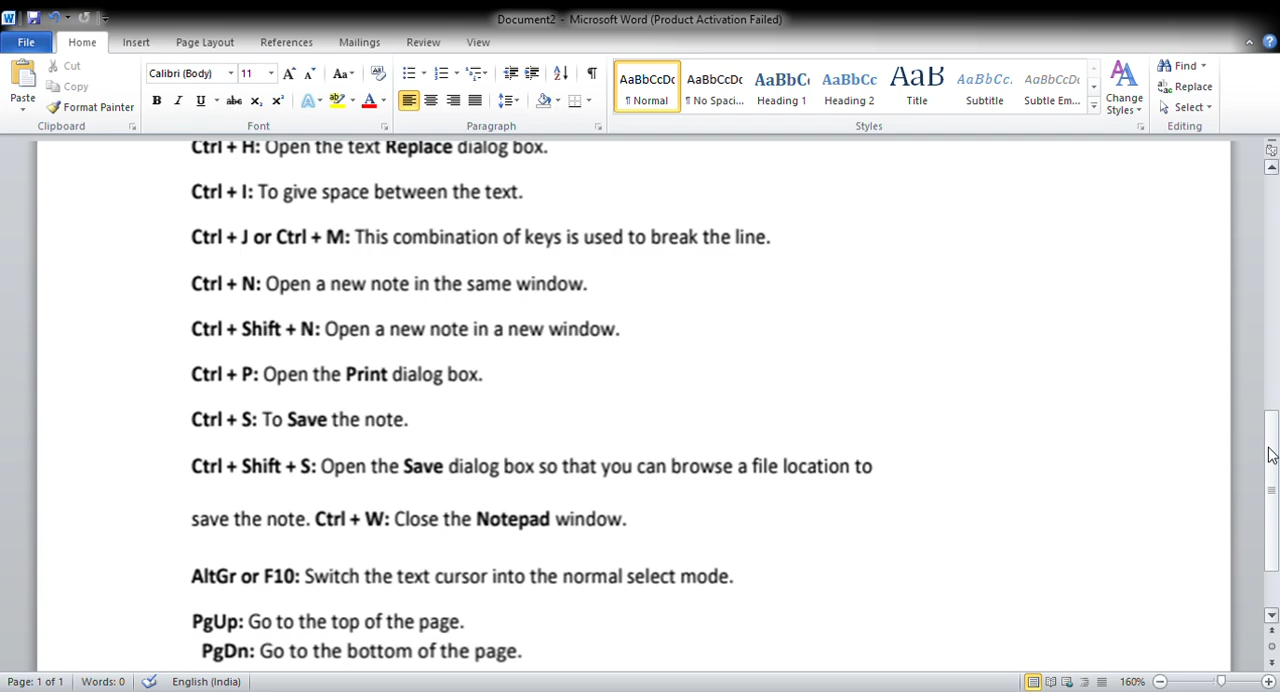 Document2 - Microsoft Word (Product Activation Failed)
File Home Insert Page Layout References Mailings Review View
Cut
Copy
Paste
Format Painter
Clipboard
Calibri (Body) 11
Font
Paragraph
AaBbCcDc AaBbCcDc AaBbC AaBbCc AaB AaBbCc. AaBbCcDc
¶ Normal ¶ No Spaci... Heading 1 Heading 2 Title Subtitle Subtle Em...
Styles
Change
Styles
Find
Replace
Select
Editing
Ctrl + H: Open the text Replace dialog box.
Ctrl + I: To give space between the text.
Ctrl + J or Ctrl + M: This combination of keys is used to break the line.
Ctrl + N: Open a new note in the same window.
Ctrl + Shift + N: Open a new note in a new window.
Ctrl + P: Open the Print dialog box.
Ctrl + S: To Save the note.
Ctrl + Shift + S: Open the Save dialog box so that you can browse a file location to
save the note. Ctrl + W: Close the Notepad window.
AltGr or F10: Switch the text cursor into the normal select mode.
PgUp: Go to the top of the page.
PgDn: Go to the bottom of the page.
Page: 1 of 1 Words: 0 English (India) 160%